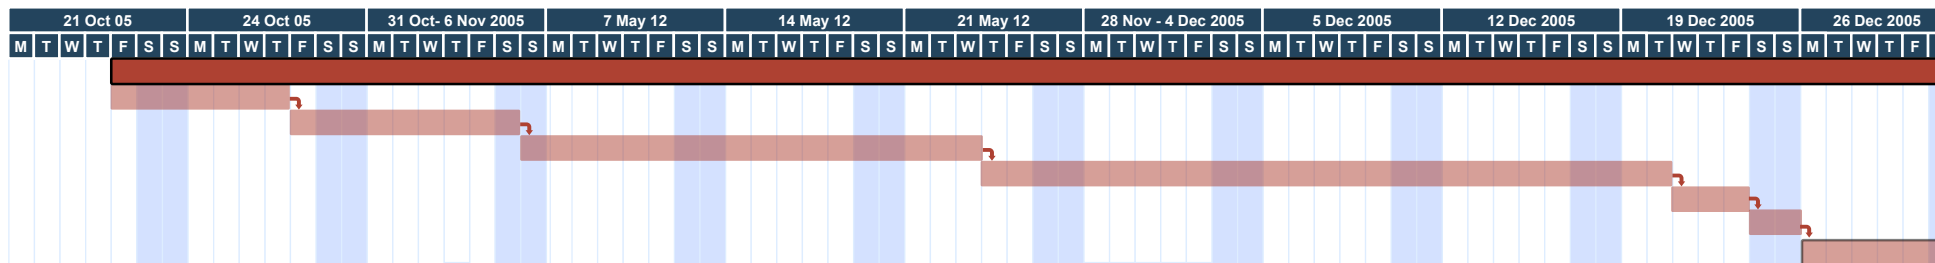 21 Oct 05 24 Oct 05 31 Oct- 6 Nov 2005 7 May 12 14 May 12 21 May 12 28 Nov - 4 Dec 2005 5 Dec 2005 12 Dec 2005 19 Dec 2005 26 Dec 2005
M T W T F S S M T W T F S S M T W T F S S M T W T F S S M T W T F S S M T W T F S S M T W T F S S M T W T F S S M T W T F S S M T W T F S S M T W T F